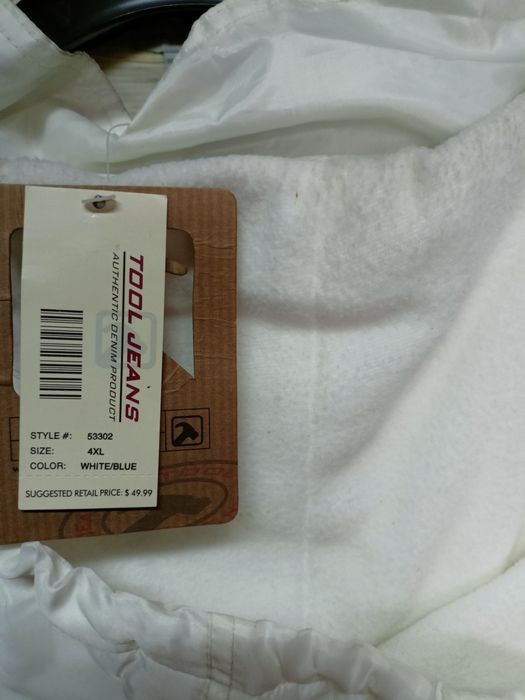 TOOL JEANS
AUTHENTIC DENIM PRODUCT
STYLE #: 53302
SIZE: 4XL
COLOR: WHITE/BLUE
SUGGESTED RETAIL PRICE: $ 49.99